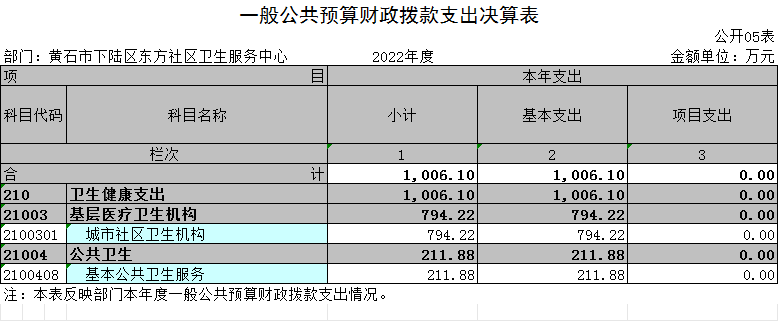 一般公共预算财政拨款支出决算表
公开05表
部门：黄石市下陆区东方社区卫生服务中心 2022年度 金额单位：万元
项 目 本年支出
科目代码 科目名称 小计 基本支出 项目支出
栏次 1 2 3
合 计 1,006.10 1,006.10 0.00
210 卫生健康支出 1,006.10 1,006.10 0.00
21003 基层医疗卫生机构 794.22 794.22 0.00
2100301 城市社区卫生机构 794.22 794.22 0.00
21004 公共卫生 211.88 211.88 0.00
2100408 基本公共卫生服务 211.88 211.88 0.00
注：本表反映部门本年度一般公共预算财政拨款支出情况。